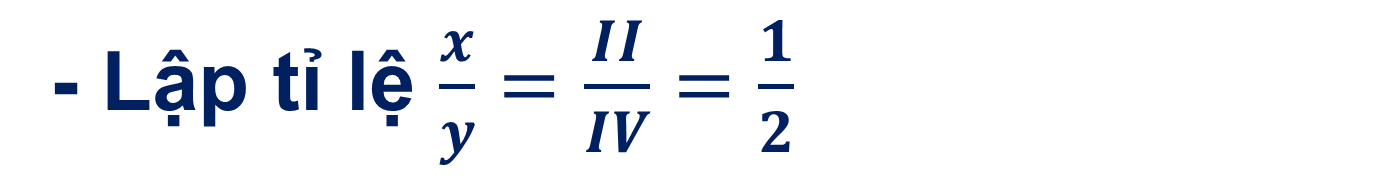 - Lập tỉ lệ x/y = II/IV = 1/2